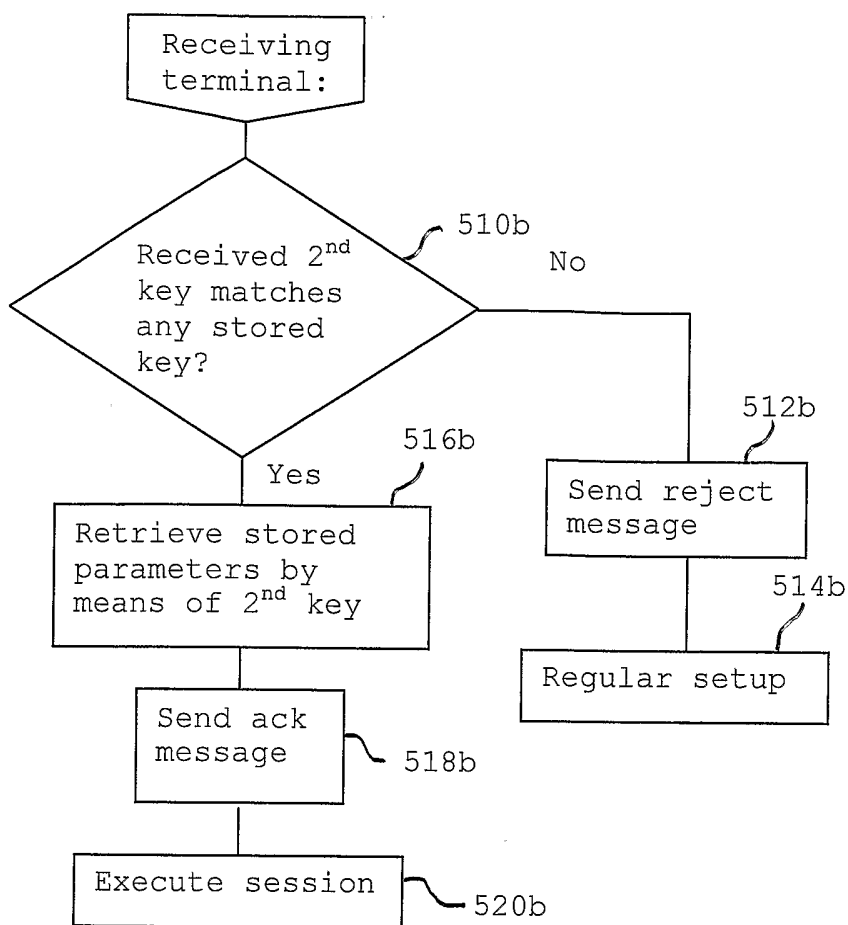 Receiving
terminal:
510b
Received 2nd
key matches
any stored
key?
No
Yes
516b
512b
Retrieve stored
parameters by
means of 2nd key
Send reject
message
514b
Regular setup
Send ack
message
518b
Execute session
520b